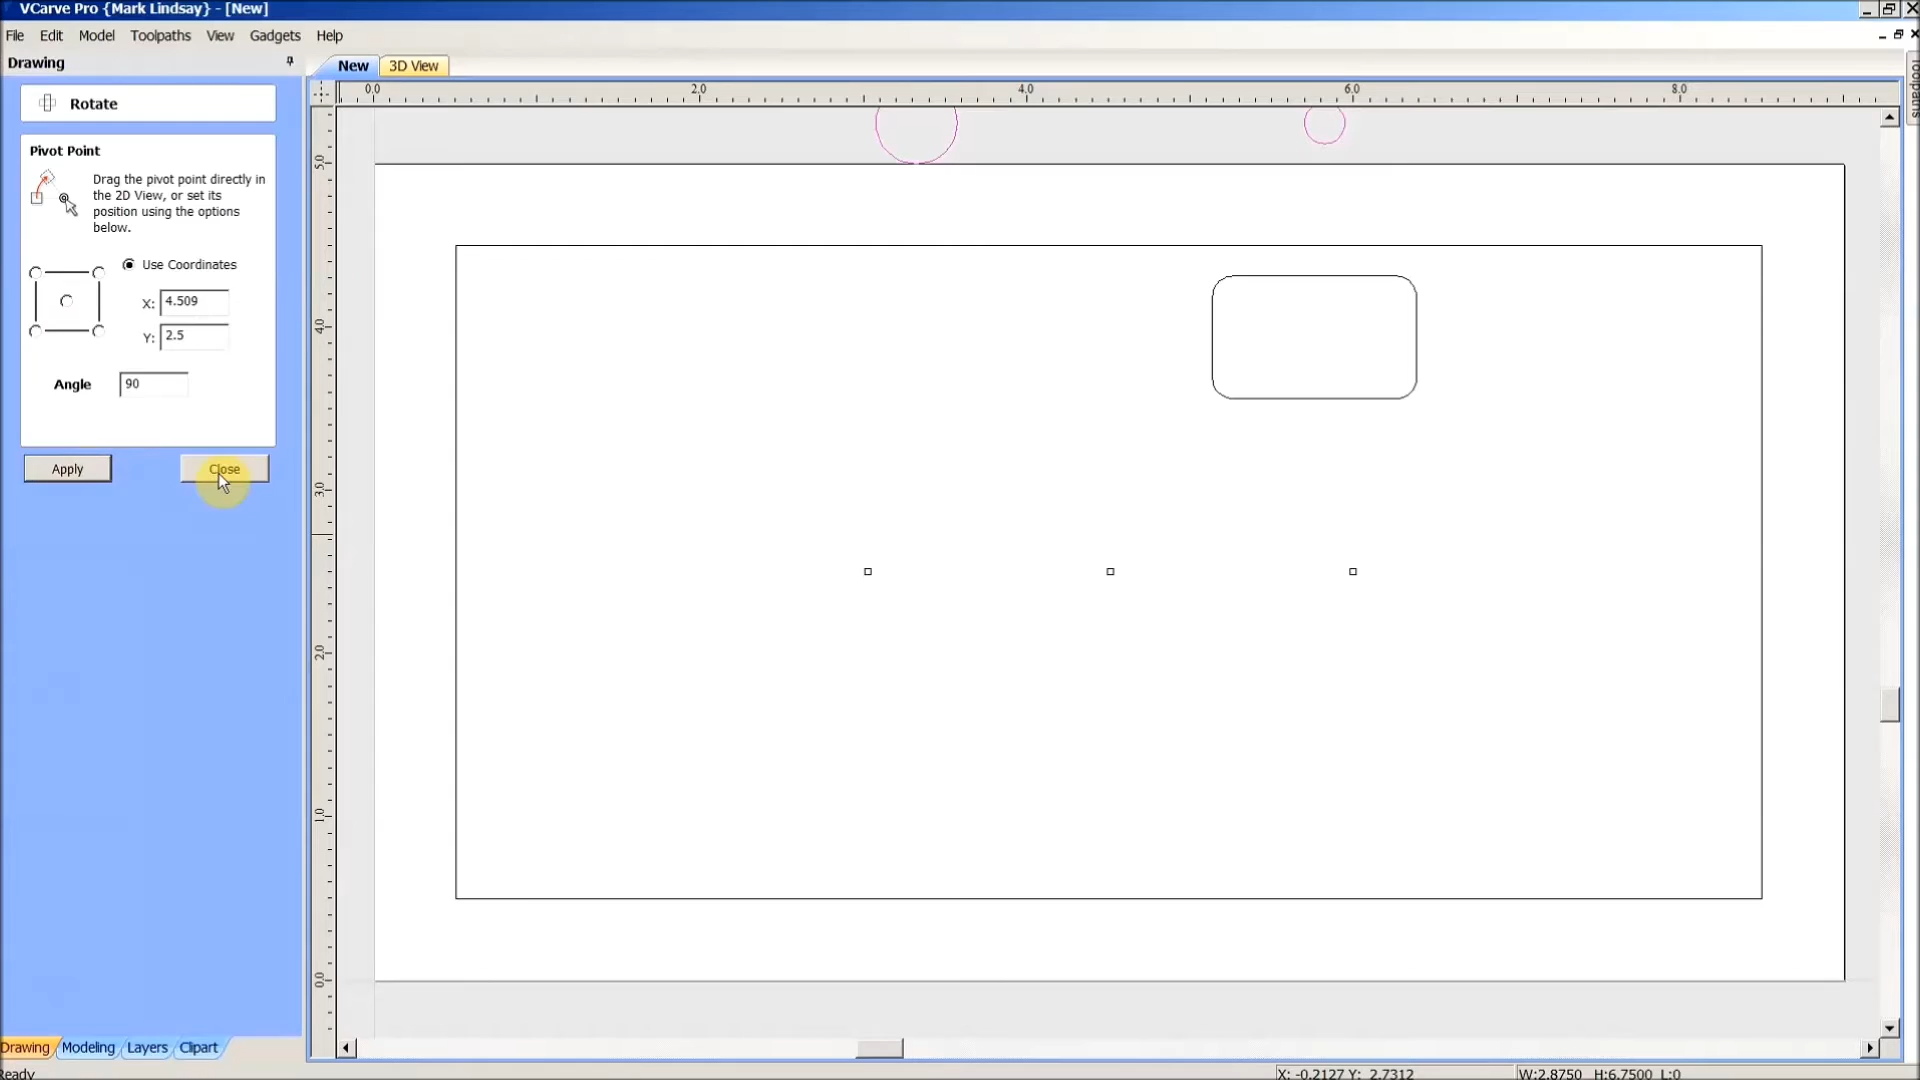 VCarve Pro {Mark Lindsay} - [New]
File Edit Model Toolpaths View Gadgets Help
Drawing
New 3D View
Toolpaths
0.0 2.0 4.0 6.0 8.0
Rotate
Pivot Point
Drag the pivot point directly in
the 2D View, or set its
position using the options
below.
Use Coordinates
X: 4.509
Y: 2.5
Angle 90
Apply Close
5.0
4.0
3.0
2.0
1.0
0.0
Drawing Modeling Layers Clipart
Ready X: -0.2127 Y: 2.7312 W:2.8750 H:6.7500 L:0